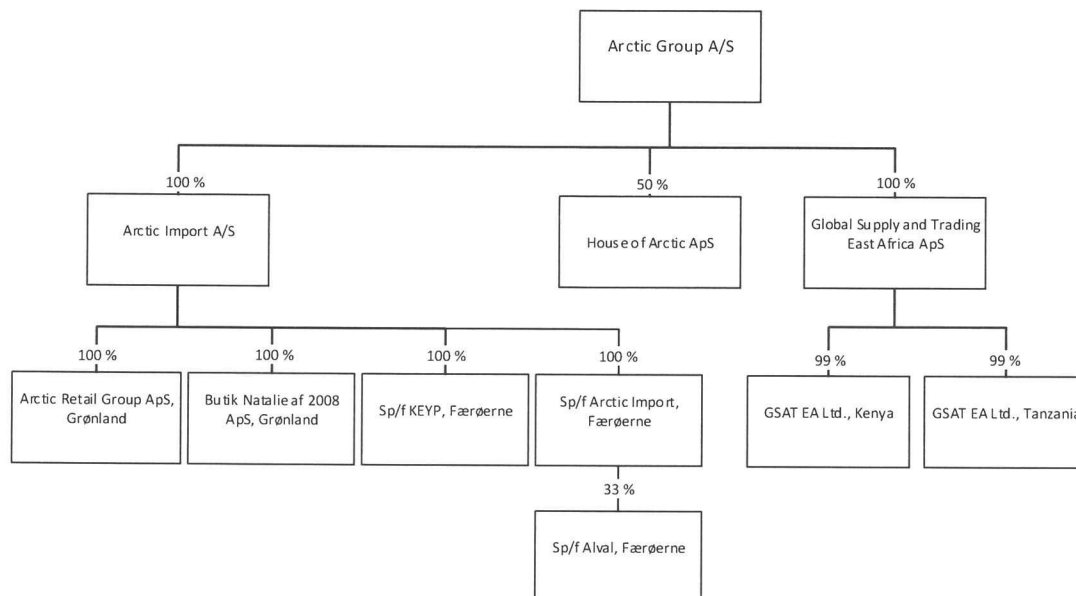 Arctic Group A/S
100 %
50 %
100 %
Arctic Import A/S
House of Arctic ApS
Global Supply and Trading
East Africa ApS
100 %
100 %
100 %
100 %
99 %
99 %
Arctic Retail Group ApS,
Grønland
Butik Natalie af 2008
ApS, Grønland
Sp/f KEYP, Færøerne
Sp/f Arctic Import,
Færøerne
GSAT EA Ltd., Kenya
GSAT EA Ltd., Tanzania
33 %
Sp/f Alval, Færøerne